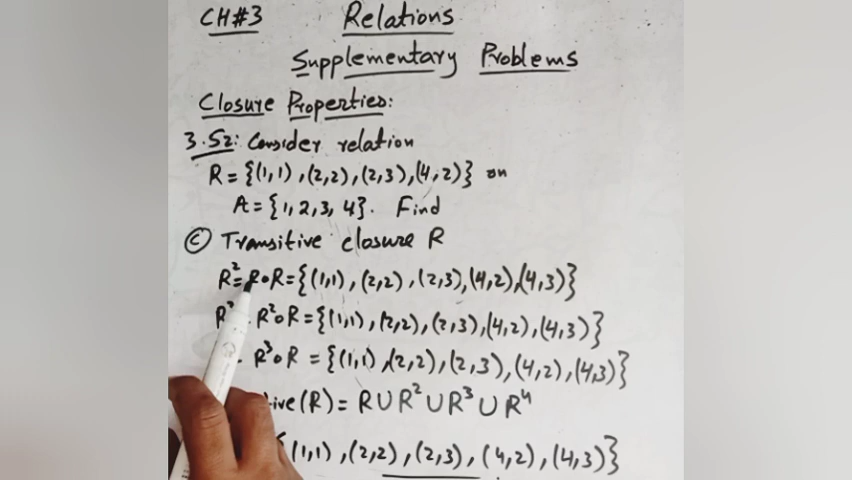 CH#3 Relations
Supplementary Problems
Closure Properties:
3.52: Consider relation
R = {(1,1), (2,2), (2,3), (4,2)} on
A = {1, 2, 3, 4}. Find
(c) Transitive closure R
R² = R∘R = {(1,1), (2,2), (2,3), (4,2), (4,3)}
R² ∘ R = {(1,1), (2,2), (2,3), (4,2), (4,3)}
R³ ∘ R = {(1,1), (2,2), (2,3), (4,2), (4,3)}
(R) = R ∪ R² ∪ R³ ∪ R⁴
(1,1), (2,2), (2,3), (4,2), (4,3)}